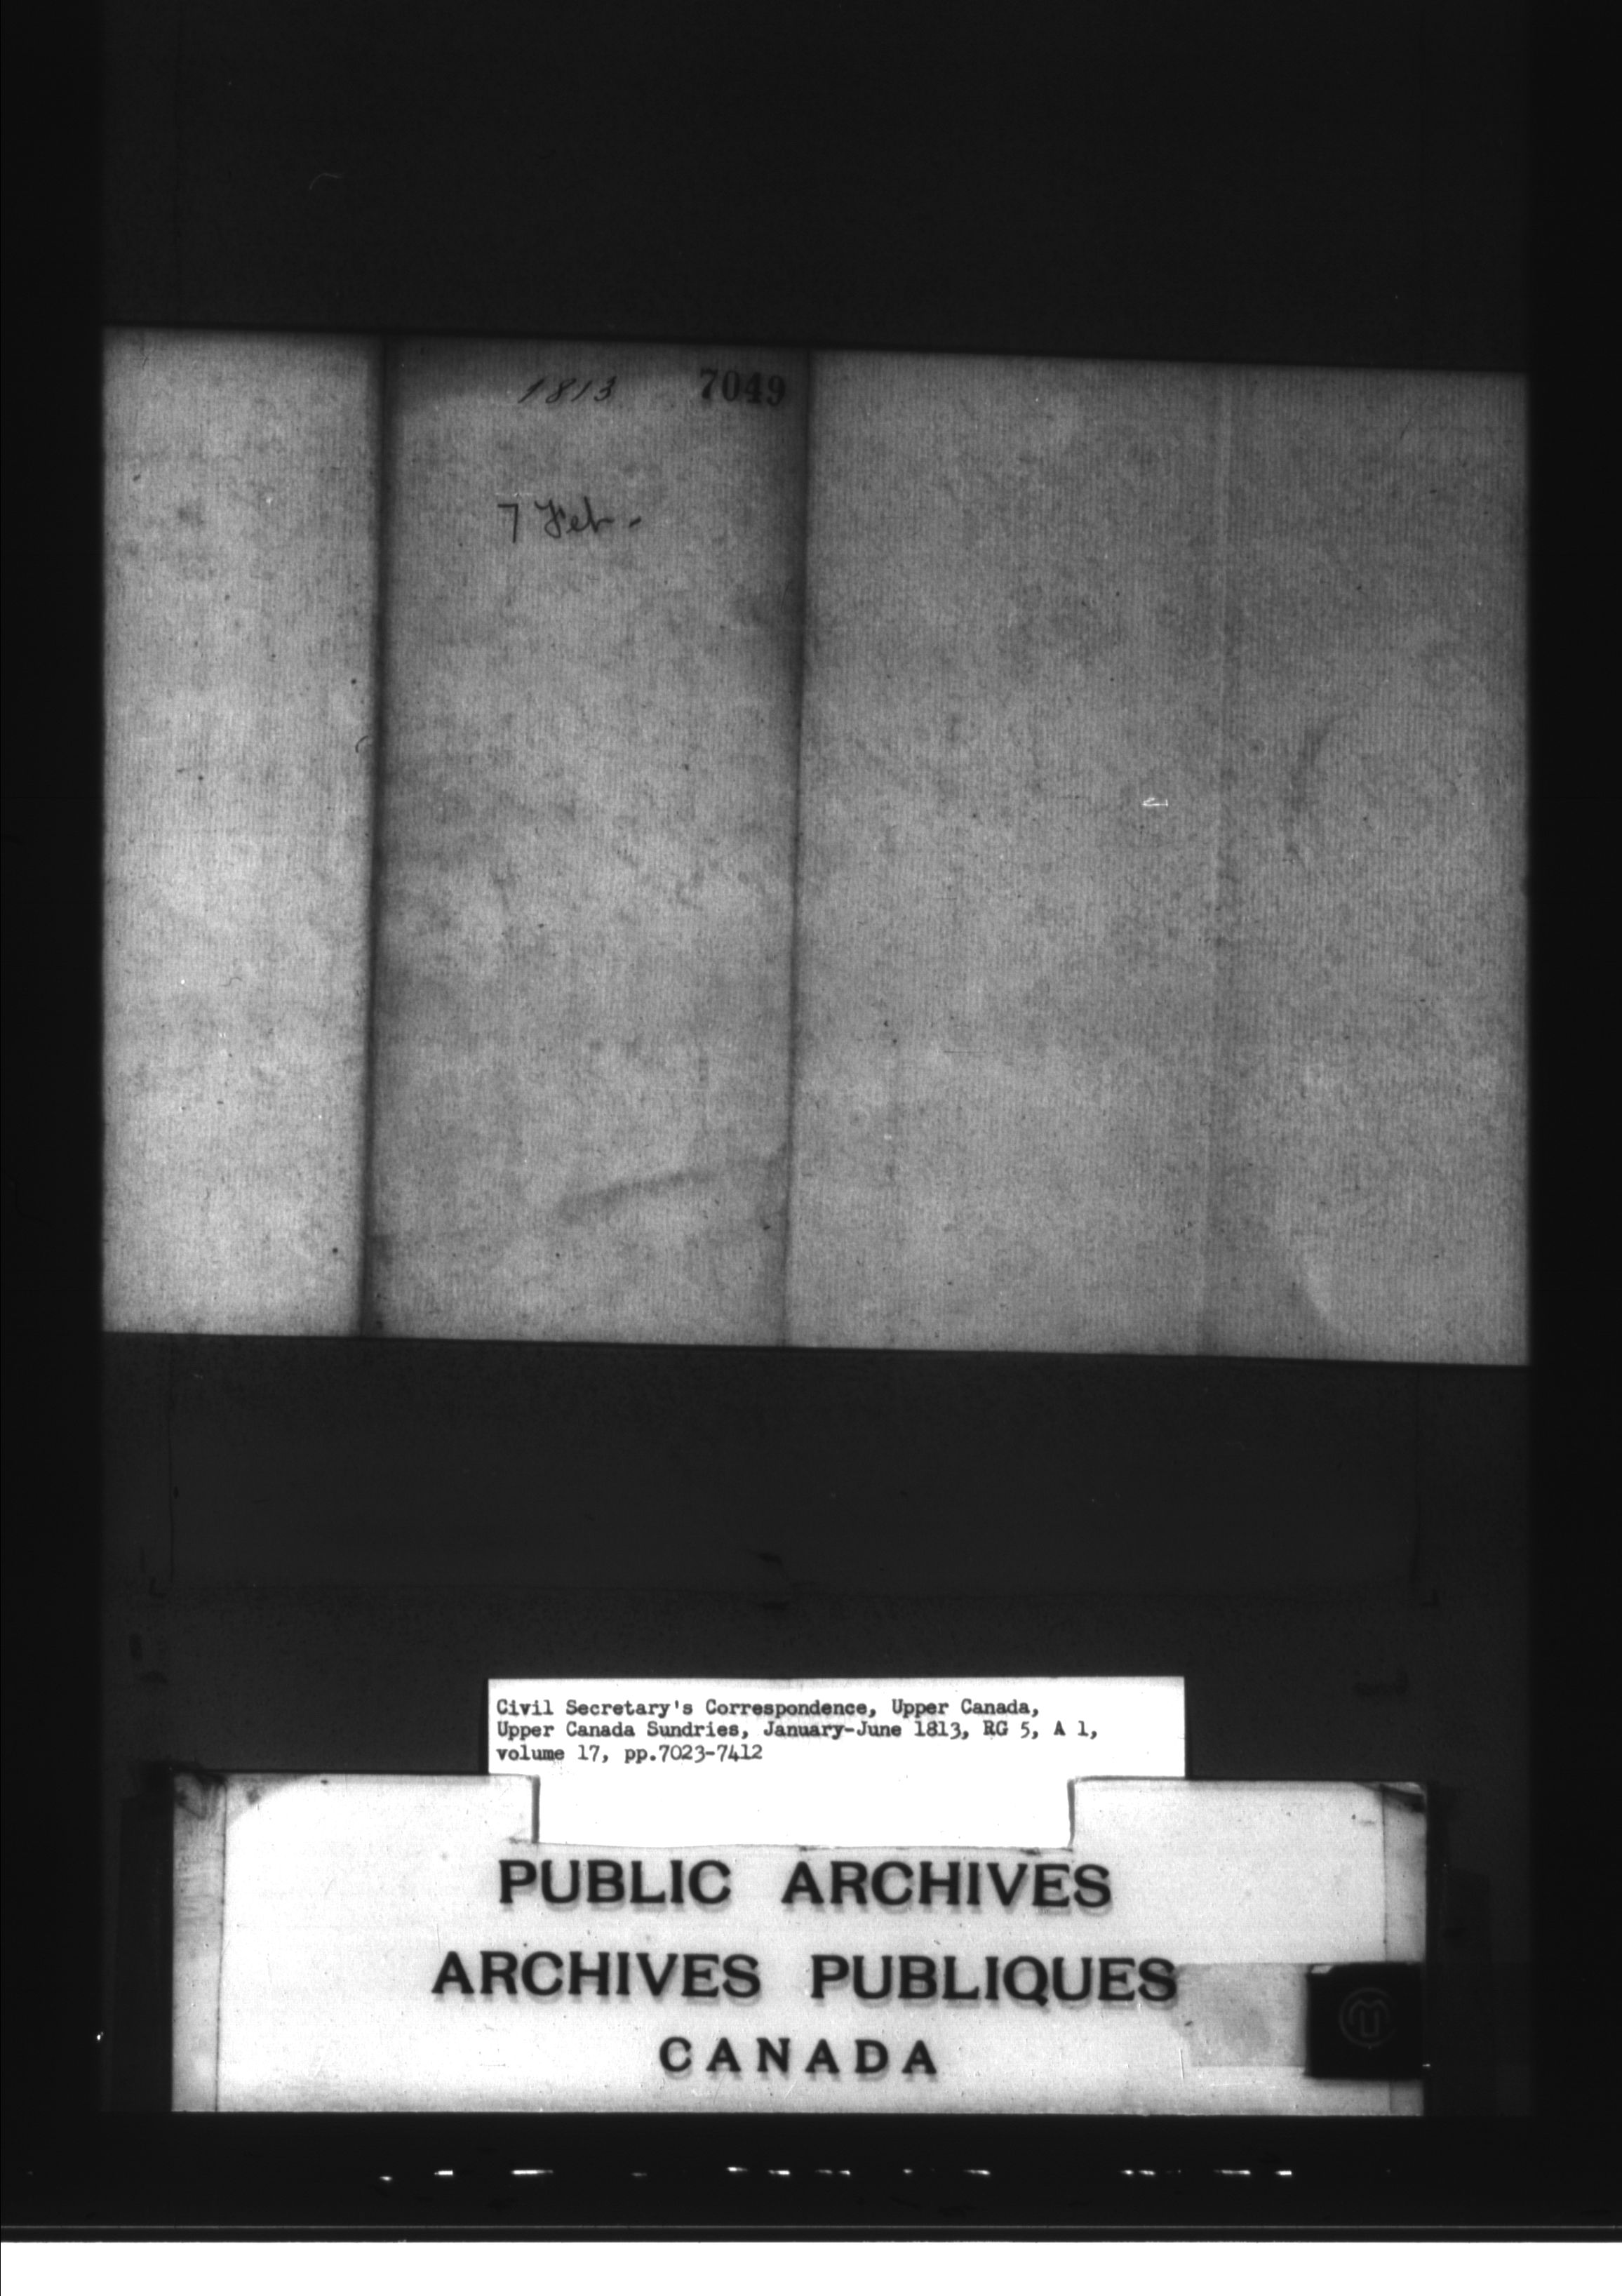 1813 7049
7 Feb.
Civil Secretary's Correspondence, Upper Canada,
Upper Canada Sundries, January-June 1813, RG 5, A 1,
volume 17, pp.7023-7412
PUBLIC ARCHIVES
ARCHIVES PUBLIQUES
CANADA